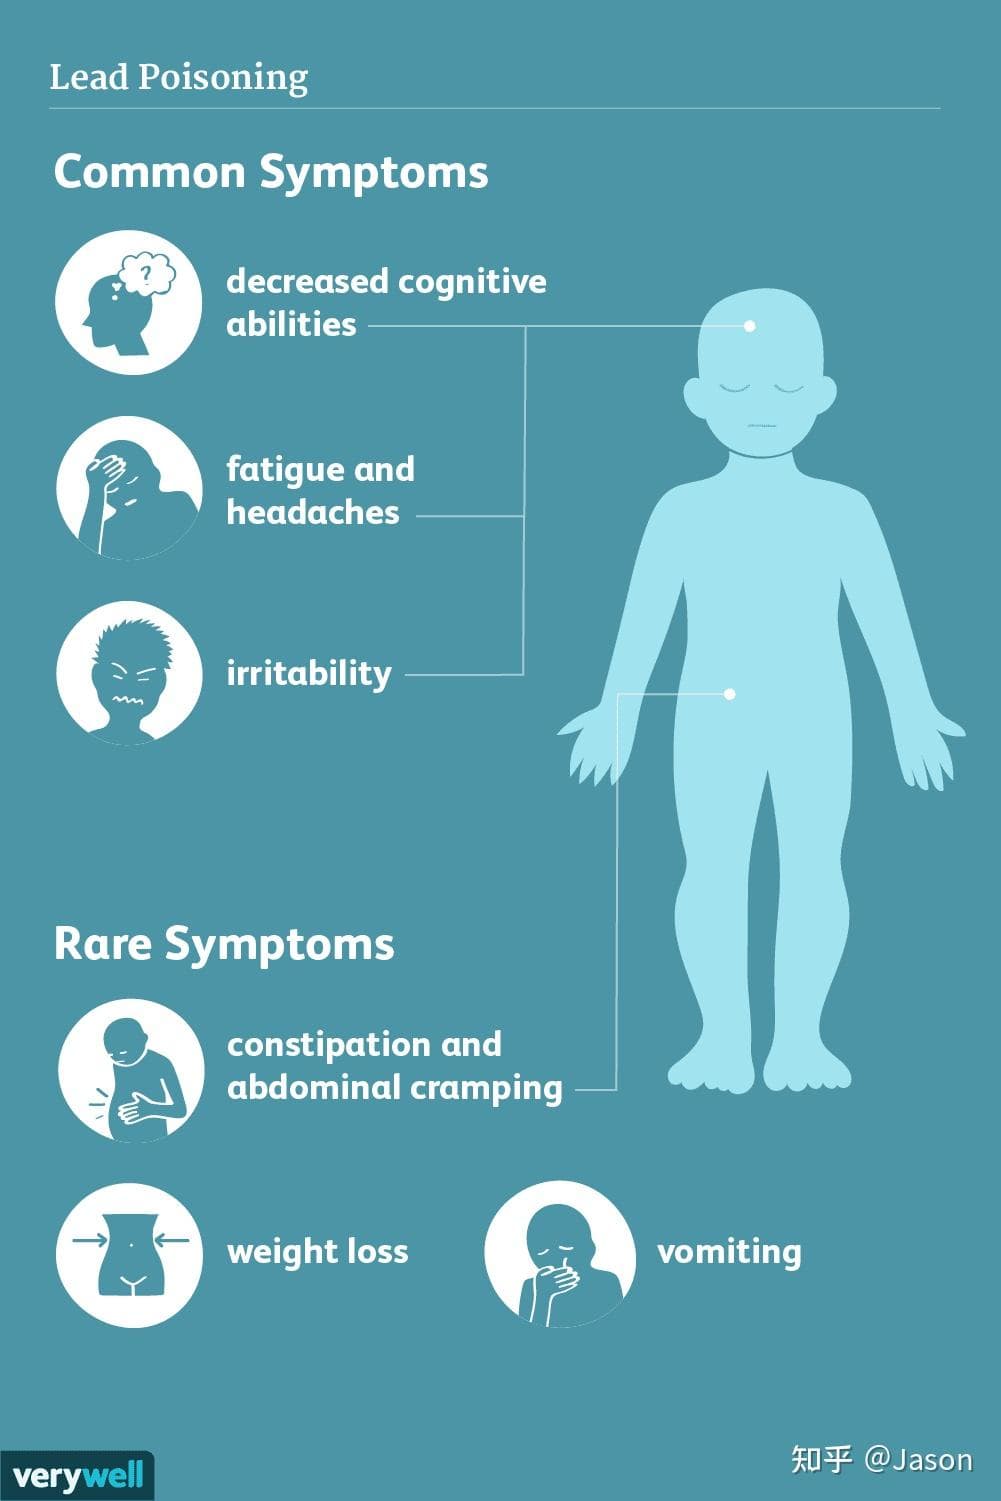 Lead Poisoning
Common Symptoms
decreased cognitive
abilities
?
fatigue and
headaches
irritability
Rare Symptoms
constipation and
abdominal cramping
weight loss
vomiting
verywell
知乎 @Jason